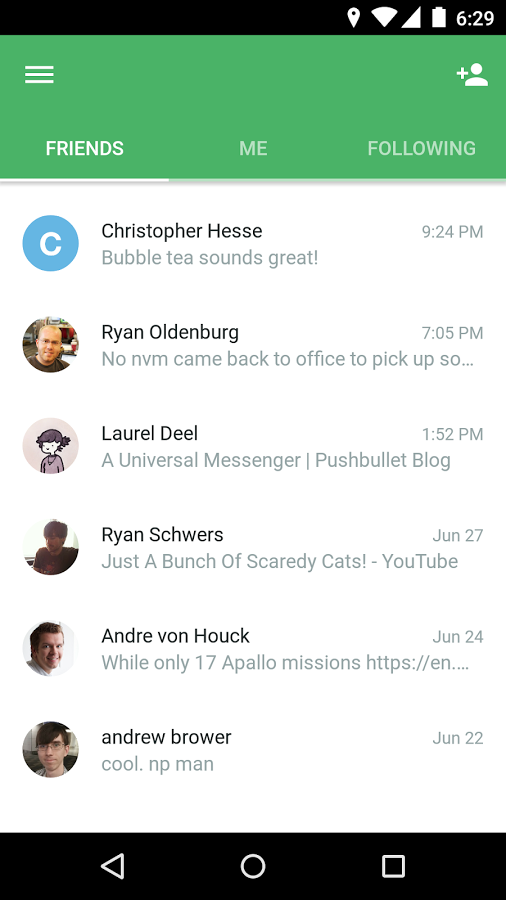 6:29
FRIENDS ME FOLLOWING
C
Christopher Hesse 9:24 PM
Bubble tea sounds great!
Ryan Oldenburg 7:05 PM
No nvm came back to office to pick up so...
Laurel Deel 1:52 PM
A Universal Messenger | Pushbullet Blog
Ryan Schwers Jun 27
Just A Bunch Of Scaredy Cats! - YouTube
Andre von Houck Jun 24
While only 17 Apallo missions https://en....
andrew brower Jun 22
cool. np man